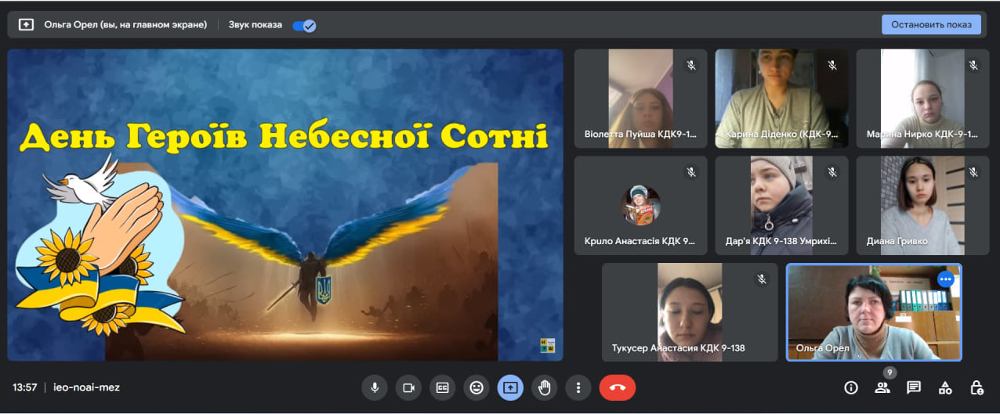 Ольга Орел (вы, на главном экране)
Звук показа
Остановить показ
День Героїв Небесної Сотні
Віолетта Пуйша КДК9-1...
Карина Діденко (КДК-9...
Марина Нирко КДК-9-1...
Крило Анастасія КДК 9...
Дар'я КДК 9-138 Умрихі...
Диана Гривко
Тукусер Анастасия КДК 9-138
Ольга Орел
13:57
ieo-noai-mez
CC
9